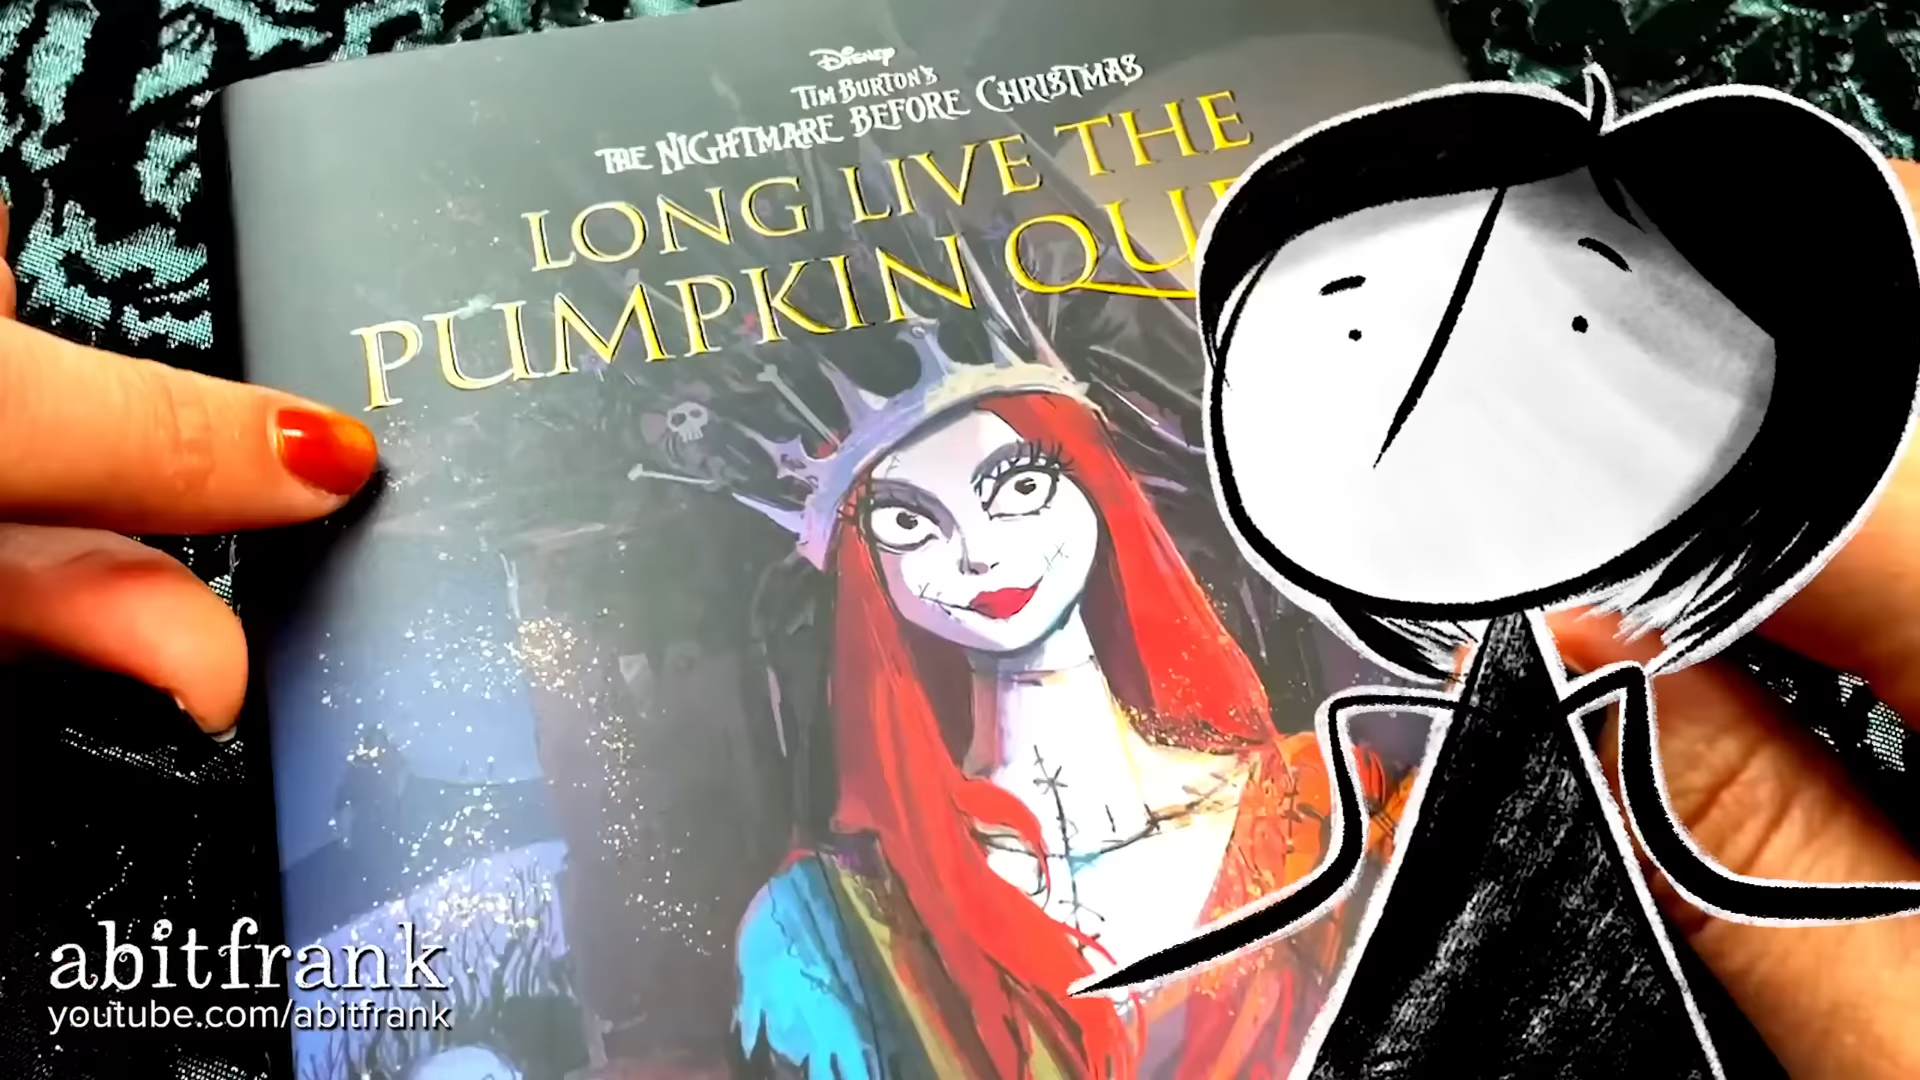 Disney
TIM BURTON'S
THE NIGHTMARE BEFORE CHRISTMAS
LONG LIVE THE
PUMPKIN QU
abitfrank
youtube.com/abitfrank